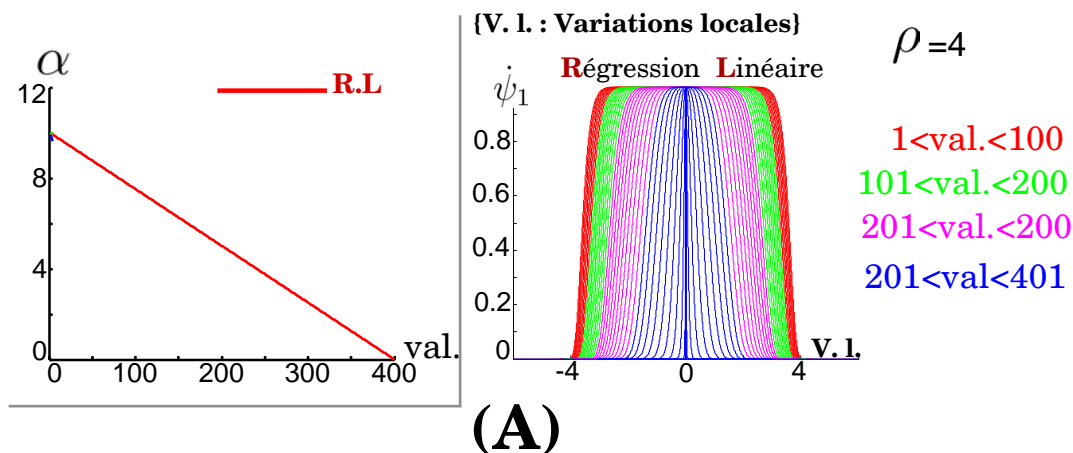 {V. l. : Variations locales}
α
12
8
4
0
R.L
0
100
200
300
400
val.
Régression Linéaire
ψ̇₁
0.8
0.6
0.4
0.2
0
-4
0
4
V. l.
ρ =4
1<val.<100
101<val.<200
201<val.<200
201<val<401
(A)